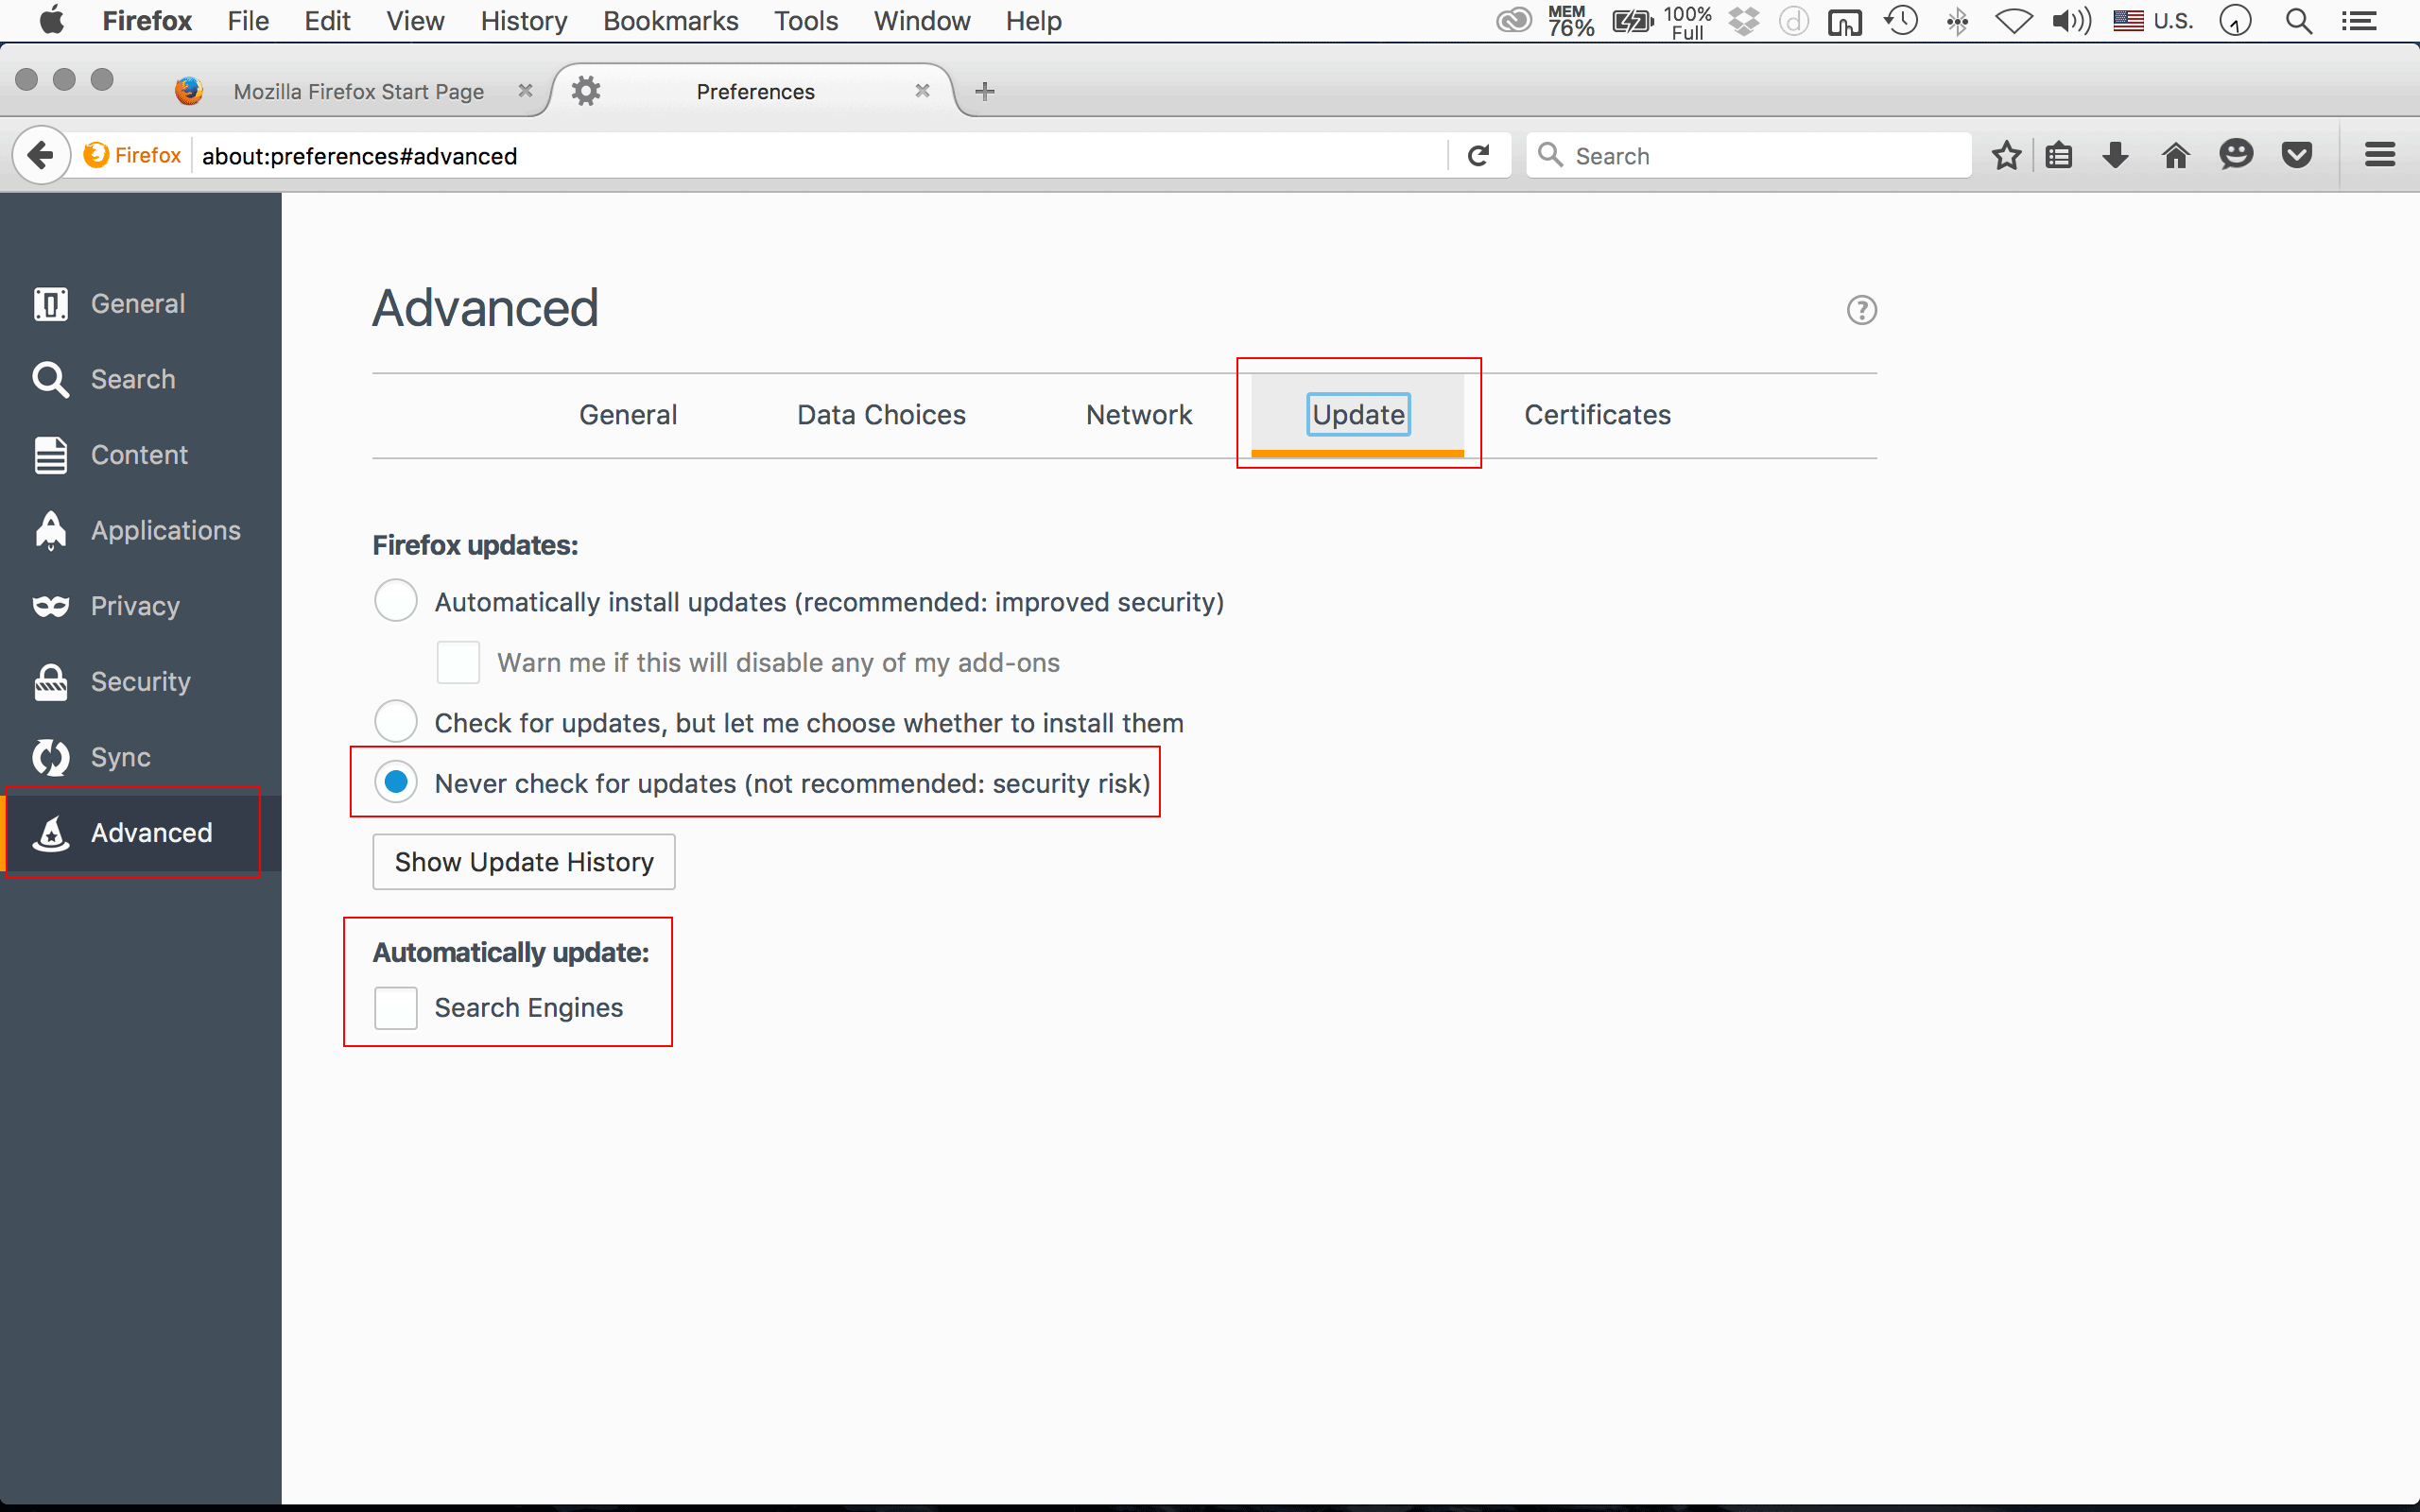 Firefox File Edit View History Bookmarks Tools Window Help MEM 76% 100% Full d U.S.
Mozilla Firefox Start Page Preferences
Firefox about:preferences#advanced Search
General
Search
Content
Applications
Privacy
Security
Sync
Advanced
Advanced ?
General Data Choices Network Update Certificates
Firefox updates:
Automatically install updates (recommended: improved security)
Warn me if this will disable any of my add-ons
Check for updates, but let me choose whether to install them
Never check for updates (not recommended: security risk)
Show Update History
Automatically update:
Search Engines